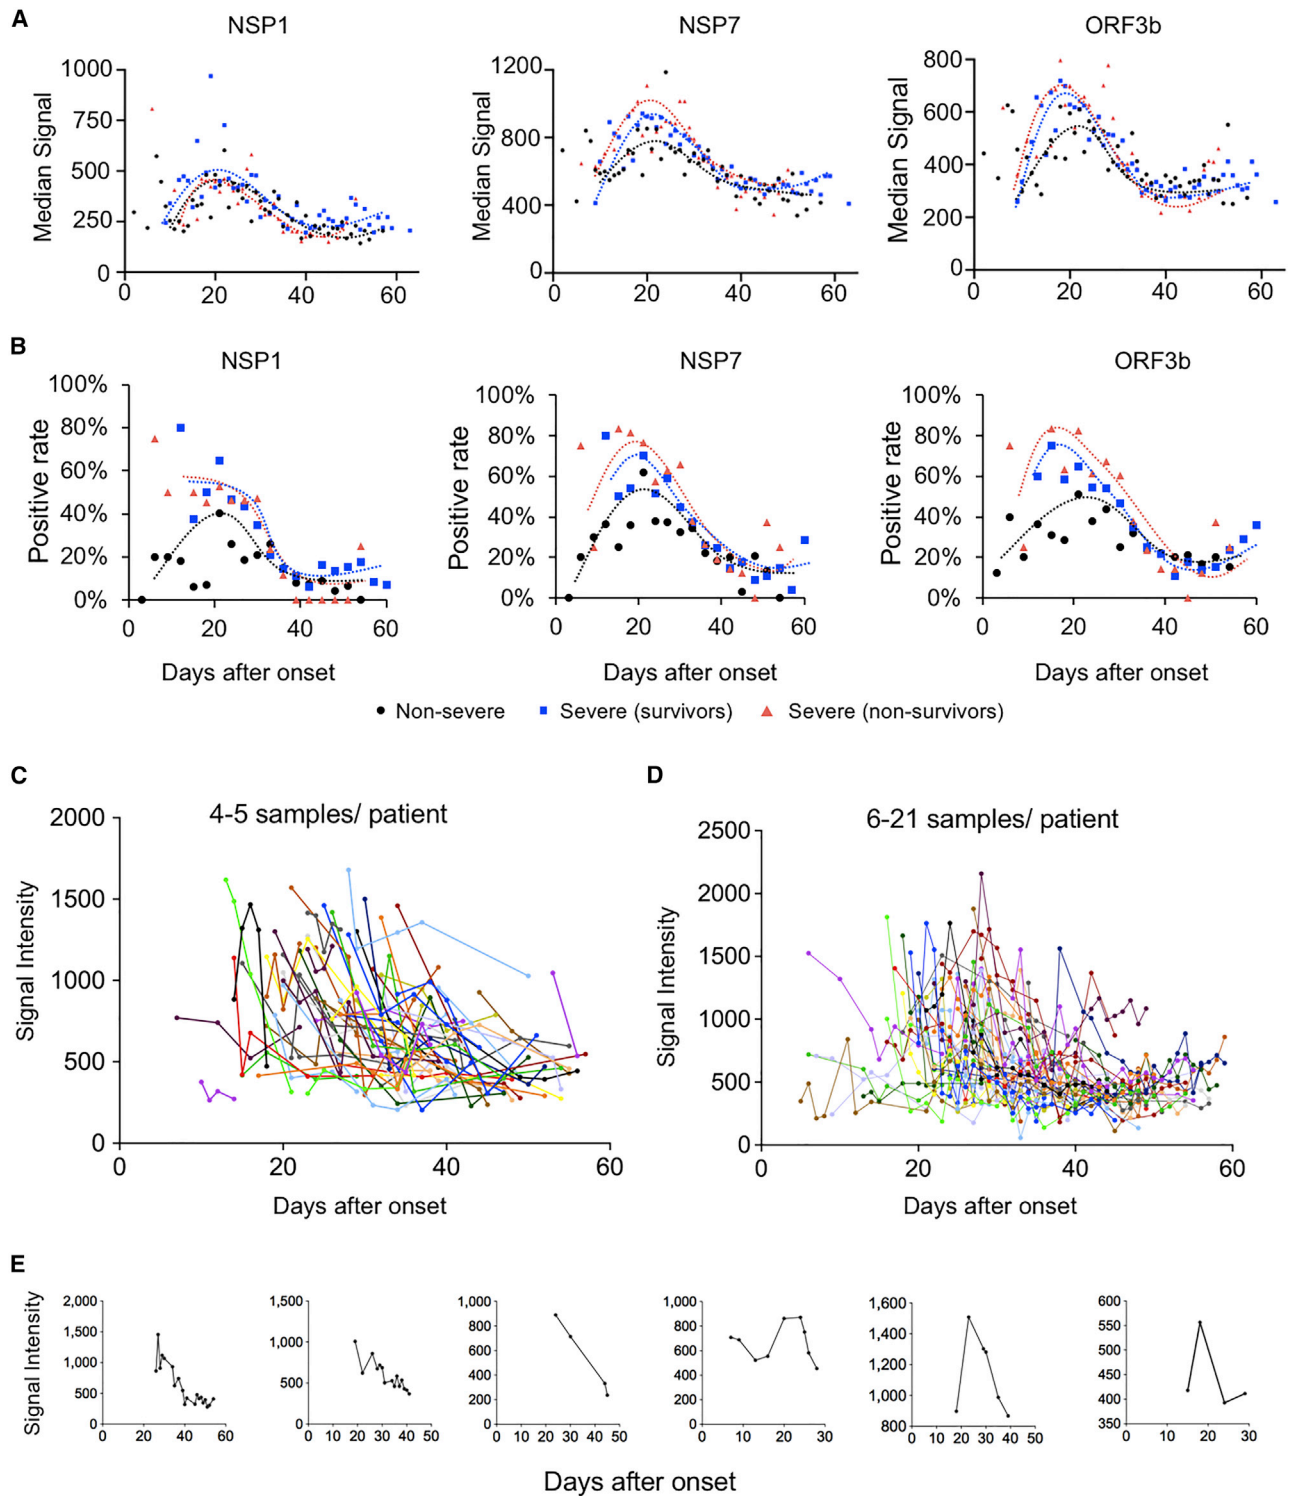 A
NSP1
NSP7
ORF3b
Median Signal
1000
750
500
250
0
0 20 40 60
Median Signal
1200
800
400
0
0 20 40 60
Median Signal
800
600
400
200
0
0 20 40 60
B
NSP1
NSP7
ORF3b
Positive rate
100%
80%
60%
40%
20%
0%
0 20 40 60
Days after onset
Positive rate
100%
80%
60%
40%
20%
0%
0 20 40 60
Days after onset
Positive rate
100%
80%
60%
40%
20%
0%
0 20 40 60
Days after onset
Non-severe Severe (survivors) Severe (non-survivors)
C
4-5 samples/ patient
Signal Intensity
2000
1500
1000
500
0
0 20 40 60
Days after onset
D
6-21 samples/ patient
Signal Intensity
2500
2000
1500
1000
500
0
0 20 40 60
Days after onset
E
Signal Intensity
2,000
1,500
1,000
500
0
0 20 40 60
1,500
1,000
500
0
0 10 20 30 40 50
1,000
800
600
400
200
0
0 10 20 30 40 50
1,000
800
600
400
200
0
0 10 20 30
1,600
1,400
1,200
1,000
800
0 10 20 30 40 50
600
550
500
450
400
350
0 10 20 30
Days after onset